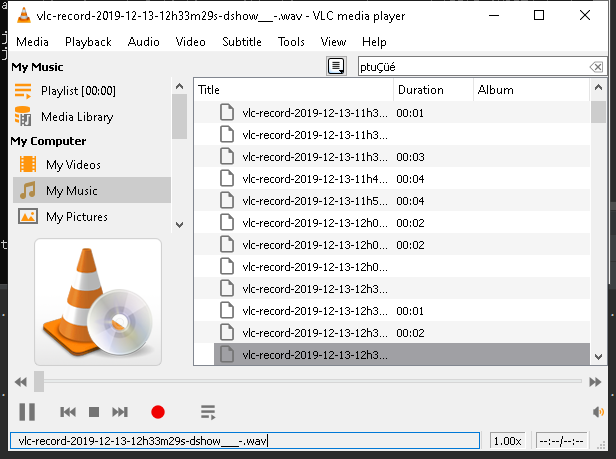 vlc-record-2019-12-13-12h33m29s-dshow___-.wav - VLC media player
Media Playback Audio Video Subtitle Tools View Help
My Music
ptuÇüé
Playlist [00:00]
Media Library
My Computer
My Videos
My Music
My Pictures
Title Duration Album
vlc-record-2019-12-13-11h3... 00:01
vlc-record-2019-12-13-11h3...
vlc-record-2019-12-13-11h3... 00:03
vlc-record-2019-12-13-11h4... 00:04
vlc-record-2019-12-13-11h5... 00:04
vlc-record-2019-12-13-12h0... 00:02
vlc-record-2019-12-13-12h0... 00:02
vlc-record-2019-12-13-12h0...
vlc-record-2019-12-13-12h3...
vlc-record-2019-12-13-12h3... 00:01
vlc-record-2019-12-13-12h3... 00:02
vlc-record-2019-12-13-12h3...
vlc-record-2019-12-13-12h33m29s-dshow___-.wav
1.00x
--:--/--:--